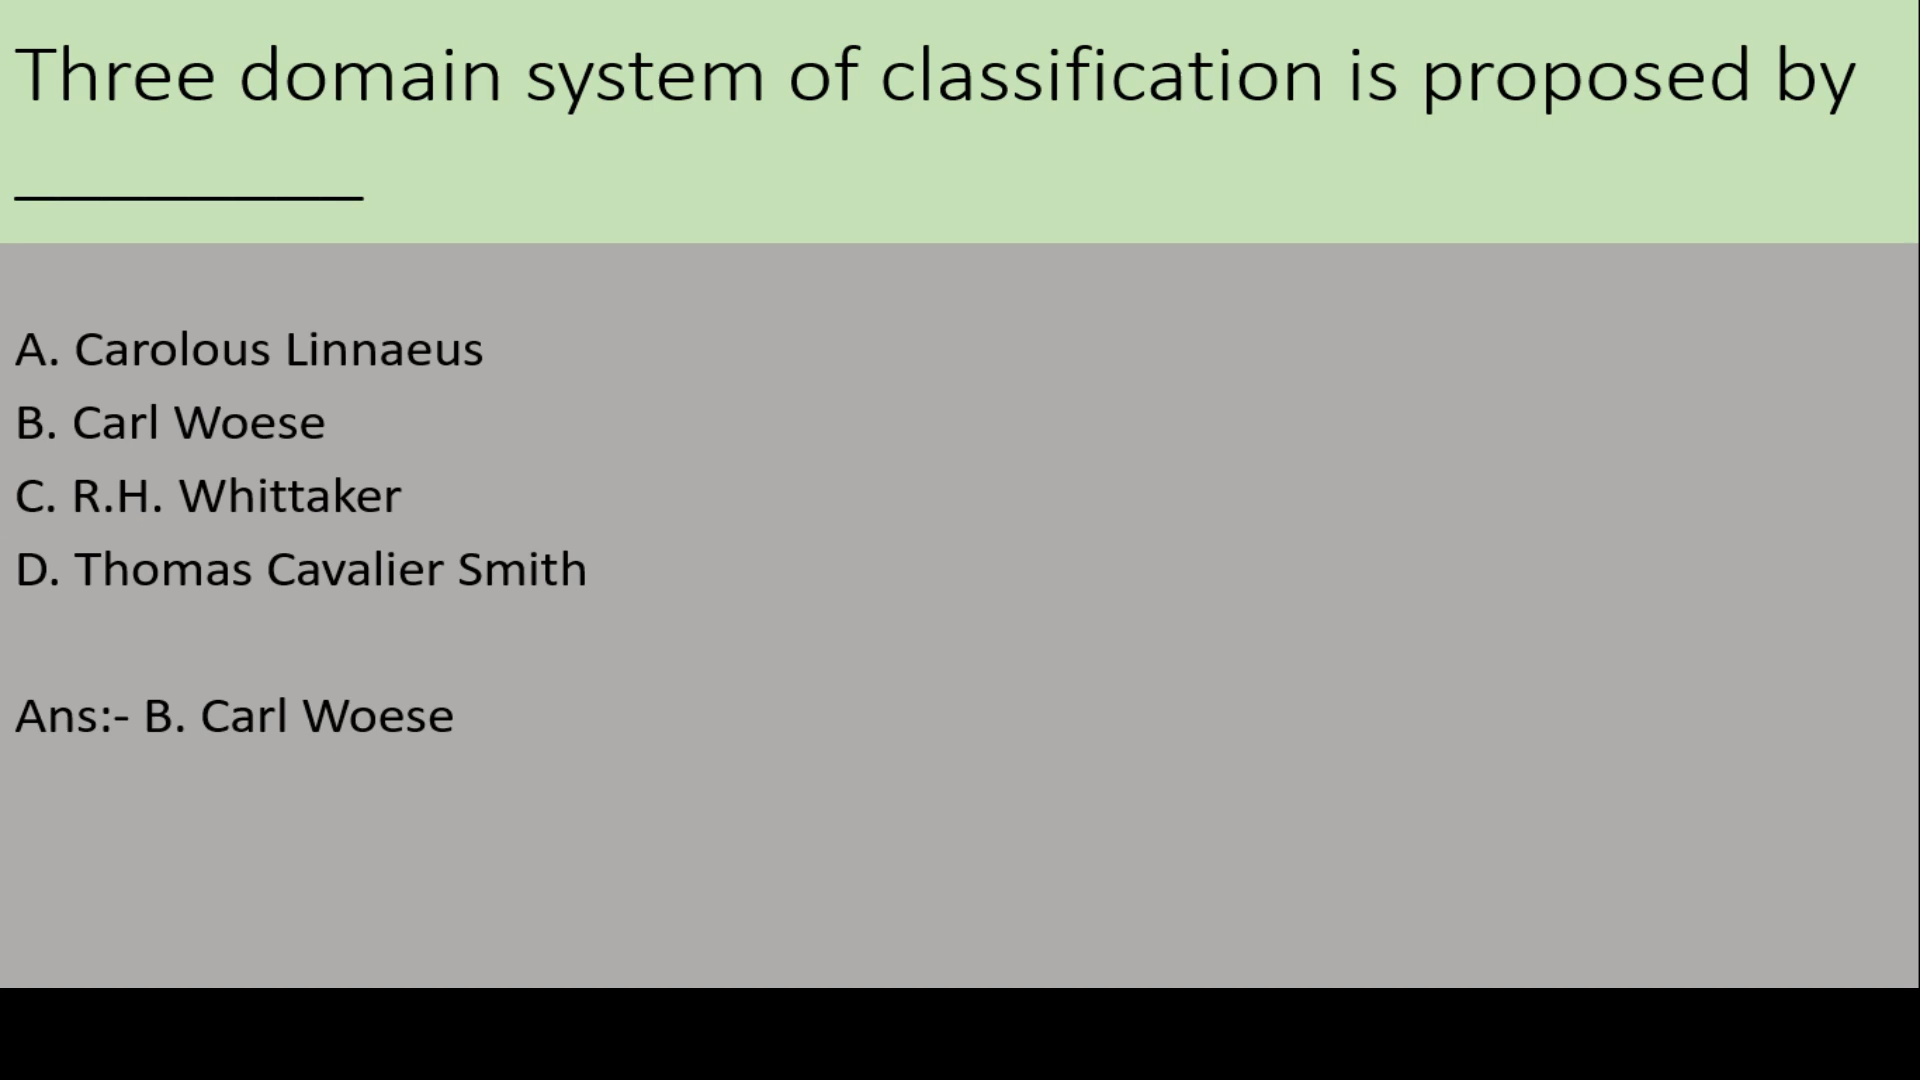 Three domain system of classification is proposed by
__________
A. Carolous Linnaeus
B. Carl Woese
C. R.H. Whittaker
D. Thomas Cavalier Smith
Ans:- B. Carl Woese